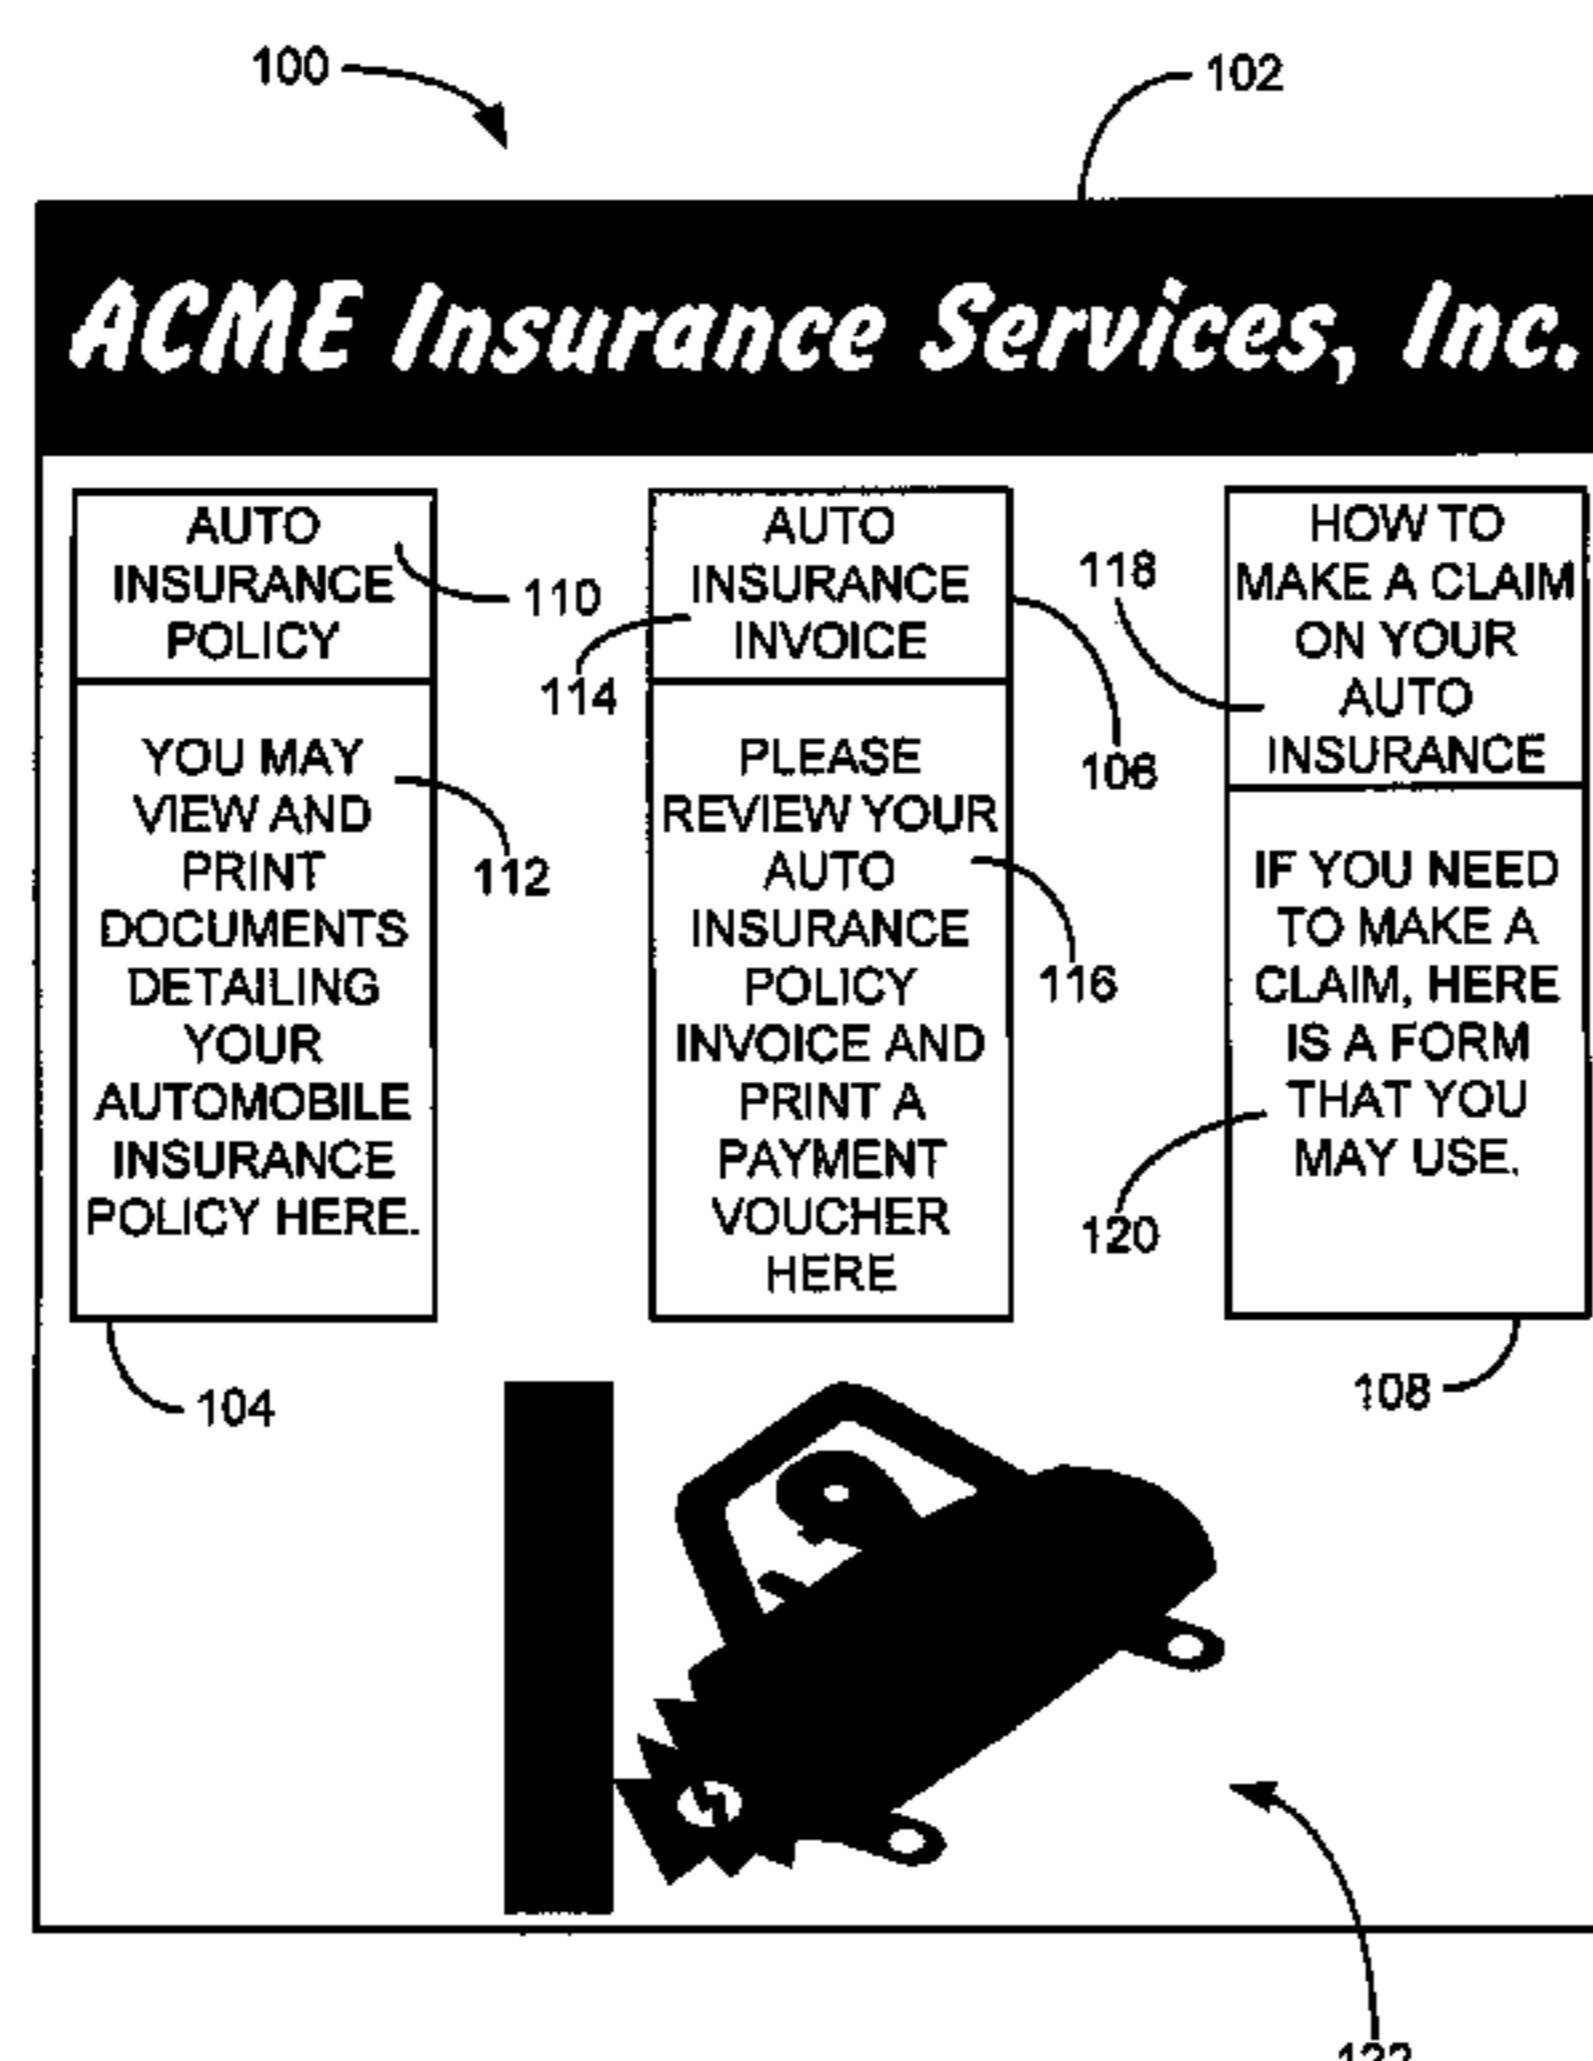 100
102
ACME Insurance Services, Inc.
AUTO
INSURANCE
POLICY
110
YOU MAY
VIEW AND
PRINT
DOCUMENTS
DETAILING
YOUR
AUTOMOBILE
INSURANCE
POLICY HERE.
112
104
AUTO
INSURANCE
INVOICE
114
106
PLEASE
REVIEW YOUR
AUTO
INSURANCE
POLICY
INVOICE AND
PRINT A
PAYMENT
VOUCHER
HERE
116
HOW TO
MAKE A CLAIM
ON YOUR
AUTO
INSURANCE
118
IF YOU NEED
TO MAKE A
CLAIM, HERE
IS A FORM
THAT YOU
MAY USE.
120
108